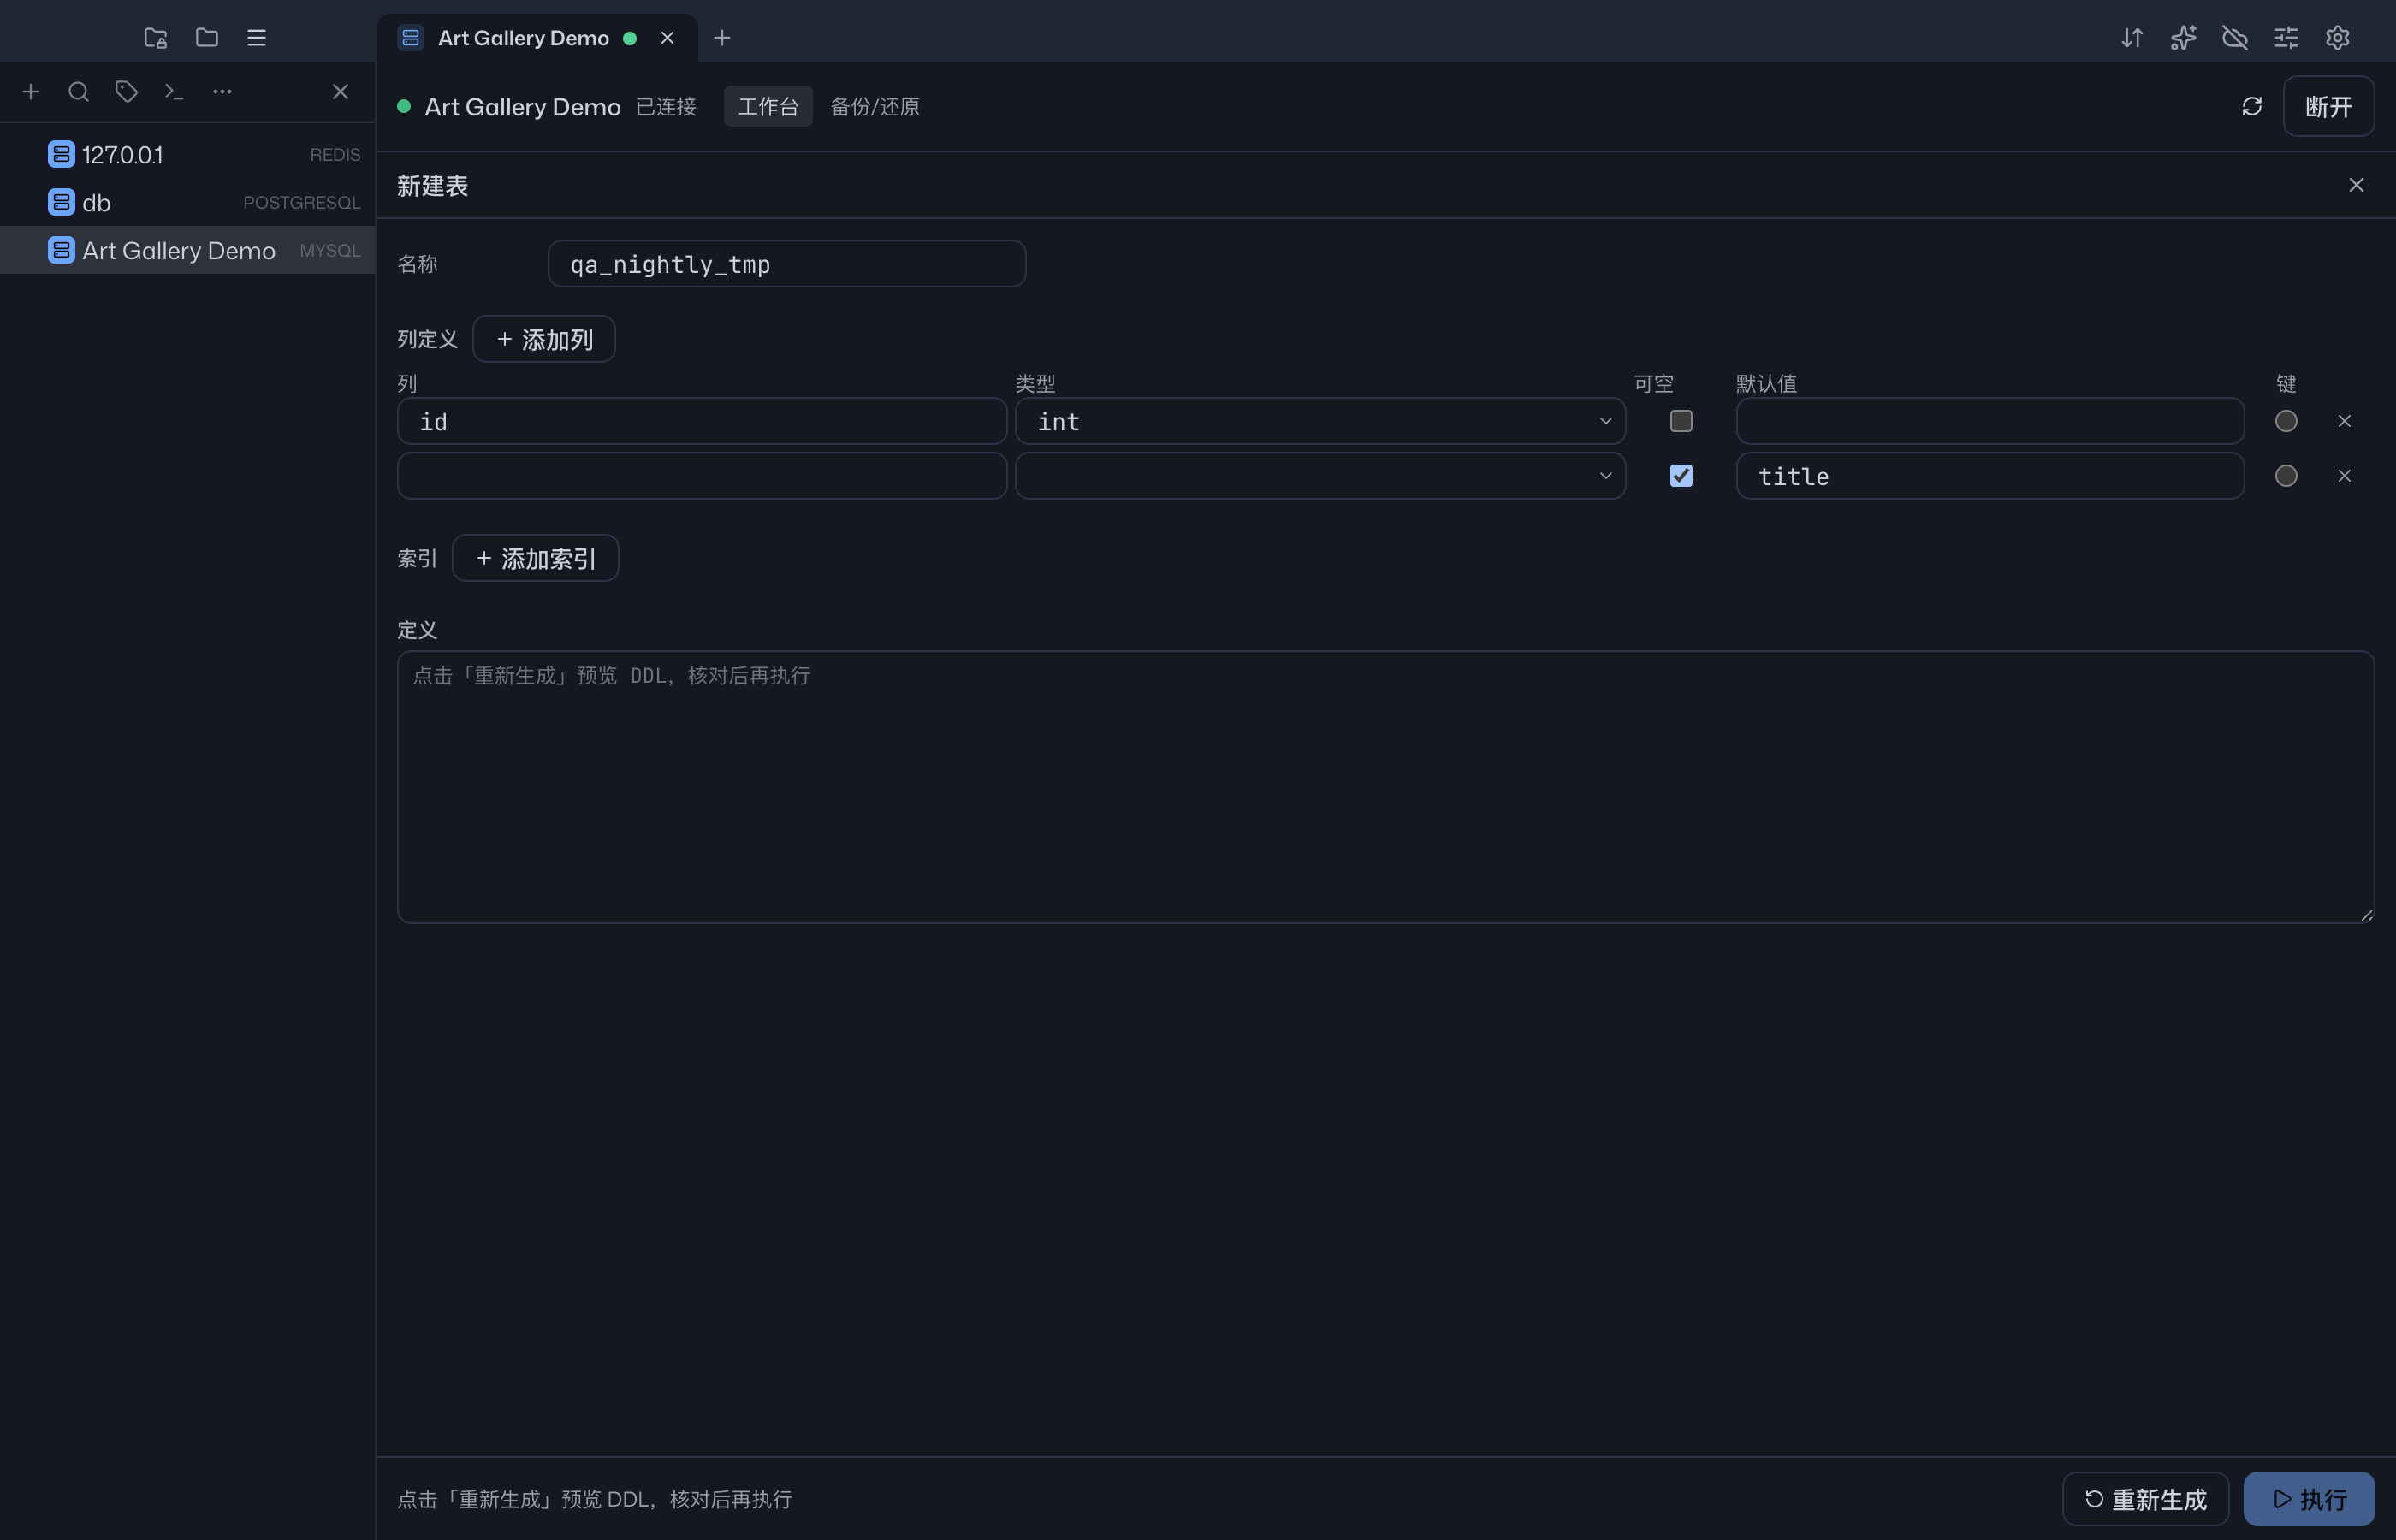 Art Gallery Demo
127.0.0.1 REDIS
db POSTGRESQL
Art Gallery Demo MYSQL
Art Gallery Demo 已连接 工作台 备份/还原 断开
新建表
名称 qa_nightly_tmp
列定义 添加列
列 类型 可空 默认值 键
id int
title
索引 添加索引
定义
点击「重新生成」预览 DDL，核对后再执行
点击「重新生成」预览 DDL，核对后再执行 重新生成 执行